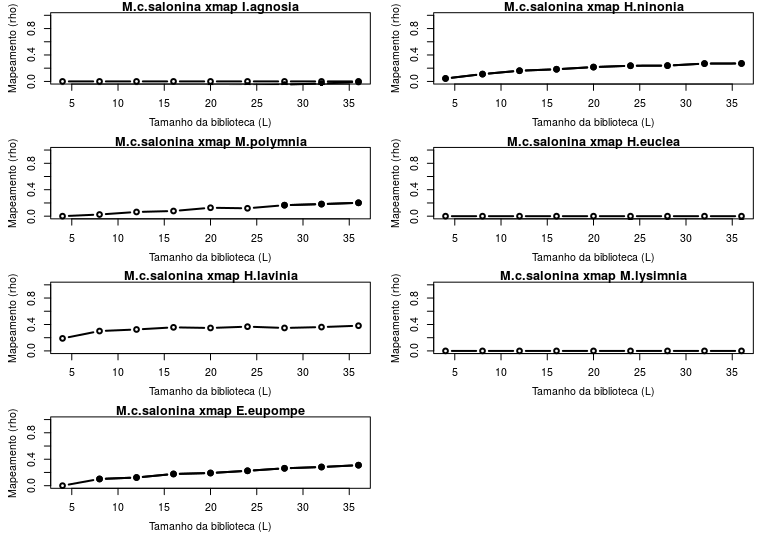 M.c.salonina xmap I.agnosia
Mapeamento (rho)
0.0 0.4 0.8
5 10 15 20 25 30 35
Tamanho da biblioteca (L)
M.c.salonina xmap H.ninonia
Mapeamento (rho)
0.0 0.4 0.8
5 10 15 20 25 30 35
Tamanho da biblioteca (L)
M.c.salonina xmap M.polymnia
Mapeamento (rho)
0.0 0.4 0.8
5 10 15 20 25 30 35
Tamanho da biblioteca (L)
M.c.salonina xmap H.euclea
Mapeamento (rho)
0.0 0.4 0.8
5 10 15 20 25 30 35
Tamanho da biblioteca (L)
M.c.salonina xmap H.lavinia
Mapeamento (rho)
0.0 0.4 0.8
5 10 15 20 25 30 35
Tamanho da biblioteca (L)
M.c.salonina xmap M.lysimnia
Mapeamento (rho)
0.0 0.4 0.8
5 10 15 20 25 30 35
Tamanho da biblioteca (L)
M.c.salonina xmap E.eupompe
Mapeamento (rho)
0.0 0.4 0.8
5 10 15 20 25 30 35
Tamanho da biblioteca (L)